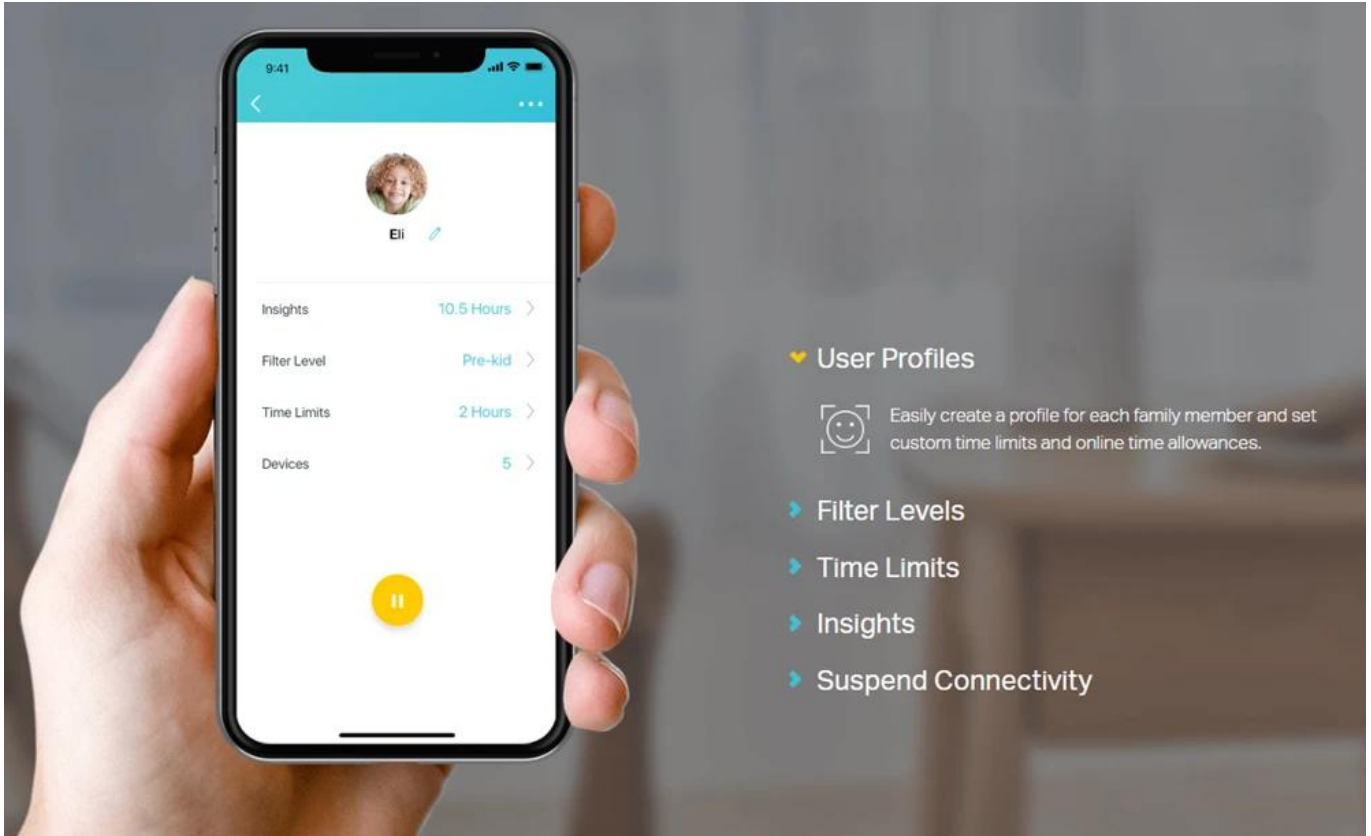 9:41
Eli
Insights 10.5 Hours
Filter Level Pre-kid
Time Limits 2 Hours
Devices 5
User Profiles
Easily create a profile for each family member and set
custom time limits and online time allowances.
Filter Levels
Time Limits
Insights
Suspend Connectivity